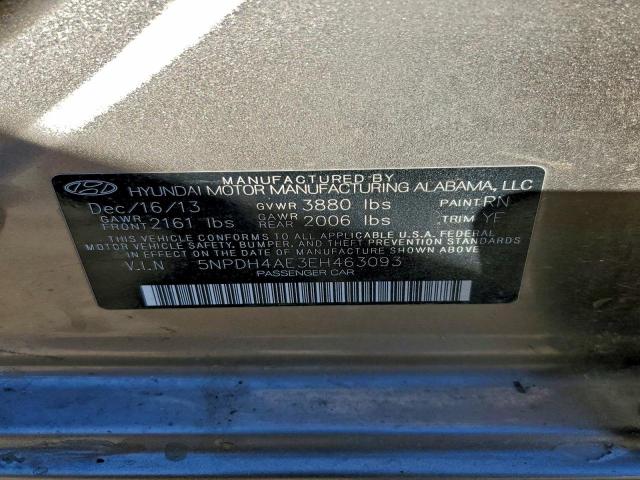 MANUFACTURED BY
HYUNDAI MOTOR MANUFACTURING ALABAMA, LLC
Dec/16/13 GVWR 3880 lbs PAINT RN
GAWR FRONT 2161 lbs GAWR REAR 2006 lbs TRIM YF
THIS VEHICLE CONFORMS TO ALL APPLICABLE U.S.A. FEDERAL
MOTOR VEHICLE SAFETY, BUMPER, AND THEFT PREVENTION
STANDARDS IN EFFECT ON THE DATE OF MANUFACTURE SHOWN ABOVE.
V.I.N 5NPDH4AE3EH463093
PASSENGER CAR